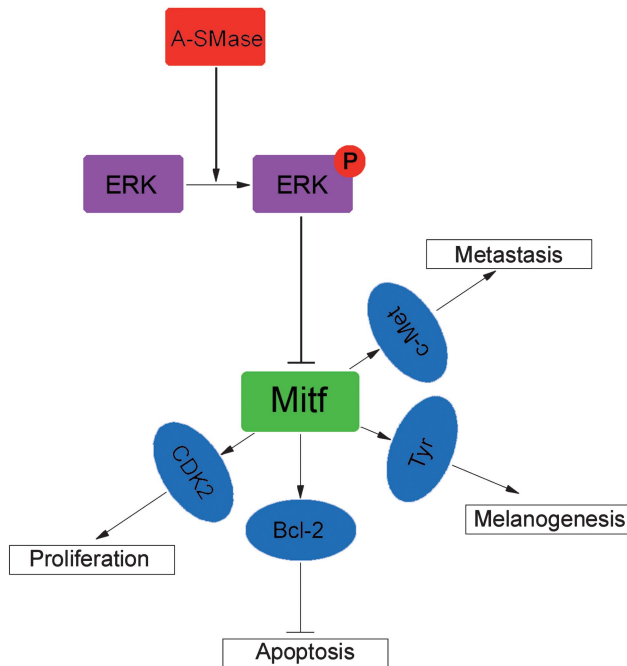 A-SMase
ERK
ERK
P
Metastasis
c-Met
Mitf
Tyr
CDK2
Melanogenesis
Bcl-2
Proliferation
Apoptosis